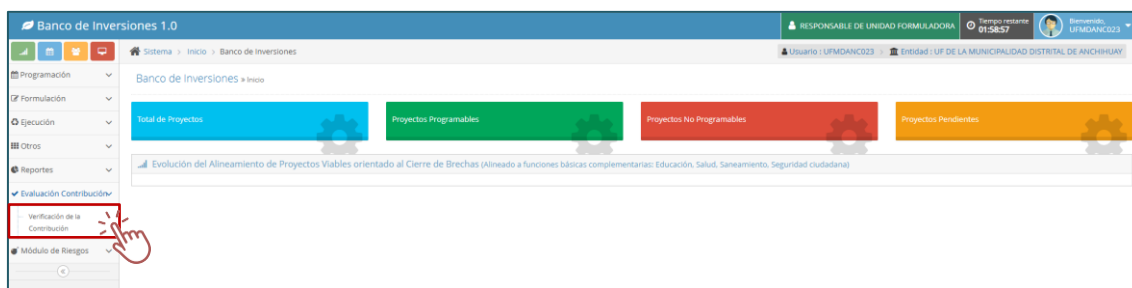 Banco de Inversiones 1.0
RESPONSABLE DE UNIDAD FORMULADORA
Tiempo restante
01:58:57
Bienvenido,
UFMDANC023
Sistema > Inicio > Banco de Inversiones
Usuario : UFMDANC023 > Entidad : UF DE LA MUNICIPALIDAD DISTRITAL DE ANCHIHUAY
Programación
Formulación
Ejecución
Otros
Reportes
Evaluación Contribución
Verificación de la
Contribución
Módulo de Riesgos
Banco de Inversiones » Inicio
Total de Proyectos
Proyectos Programables
Proyectos No Programables
Proyectos Pendientes
Evolución del Alineamiento de Proyectos Viables orientado al Cierre de Brechas (Alineado a funciones básicas complementarias: Educación, Salud, Saneamiento, Seguridad ciudadana)